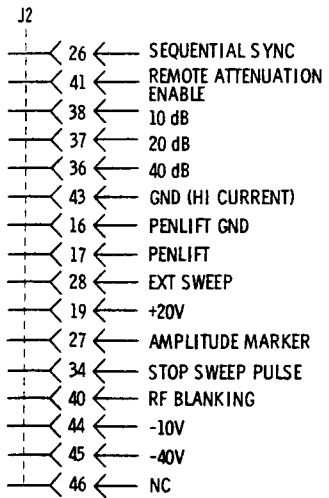 J2
26 SEQUENTIAL SYNC
41 REMOTE ATTENUATION
ENABLE
38 10 dB
37 20 dB
36 40 dB
43 GND (HI CURRENT)
16 PENLIFT GND
17 PENLIFT
28 EXT SWEEP
19 +20V
27 AMPLITUDE MARKER
34 STOP SWEEP PULSE
40 RF BLANKING
44 -10V
45 -40V
46 NC